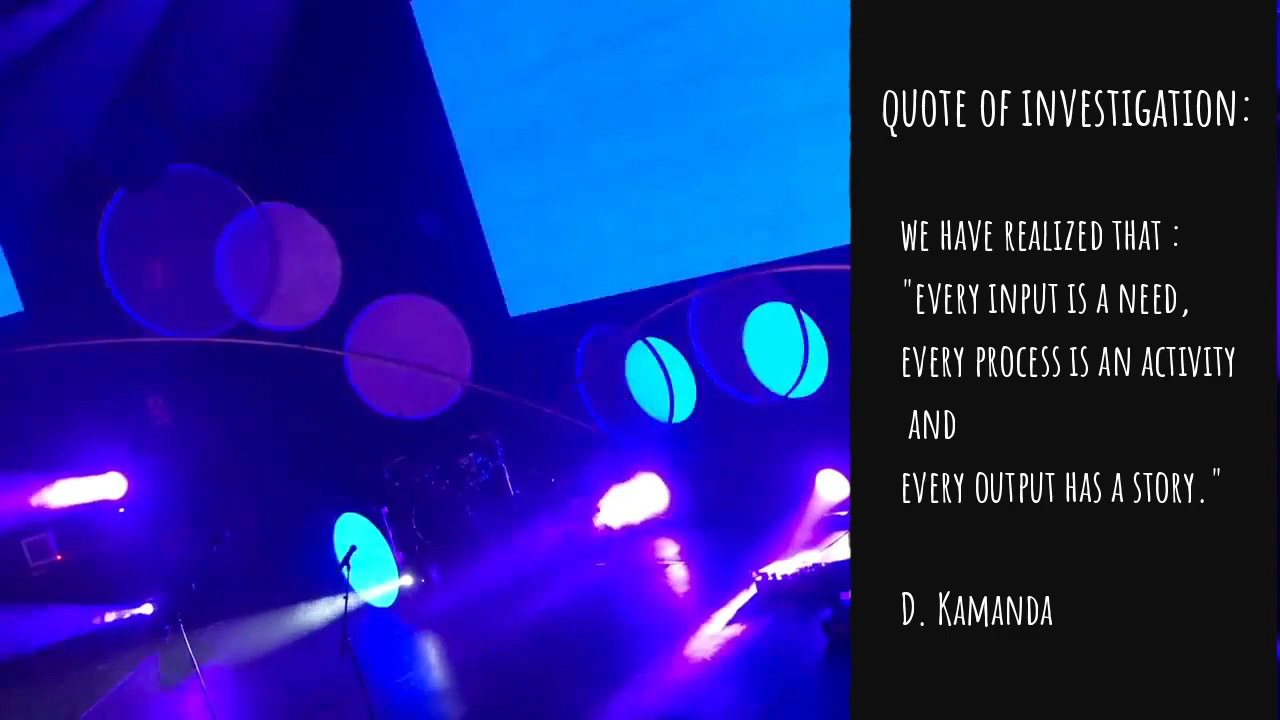 QUOTE OF INVESTIGATION:
WE HAVE REALIZED THAT :
"EVERY INPUT IS A NEED,
EVERY PROCESS IS AN ACTIVITY
AND
EVERY OUTPUT HAS A STORY."
D. KAMANDA